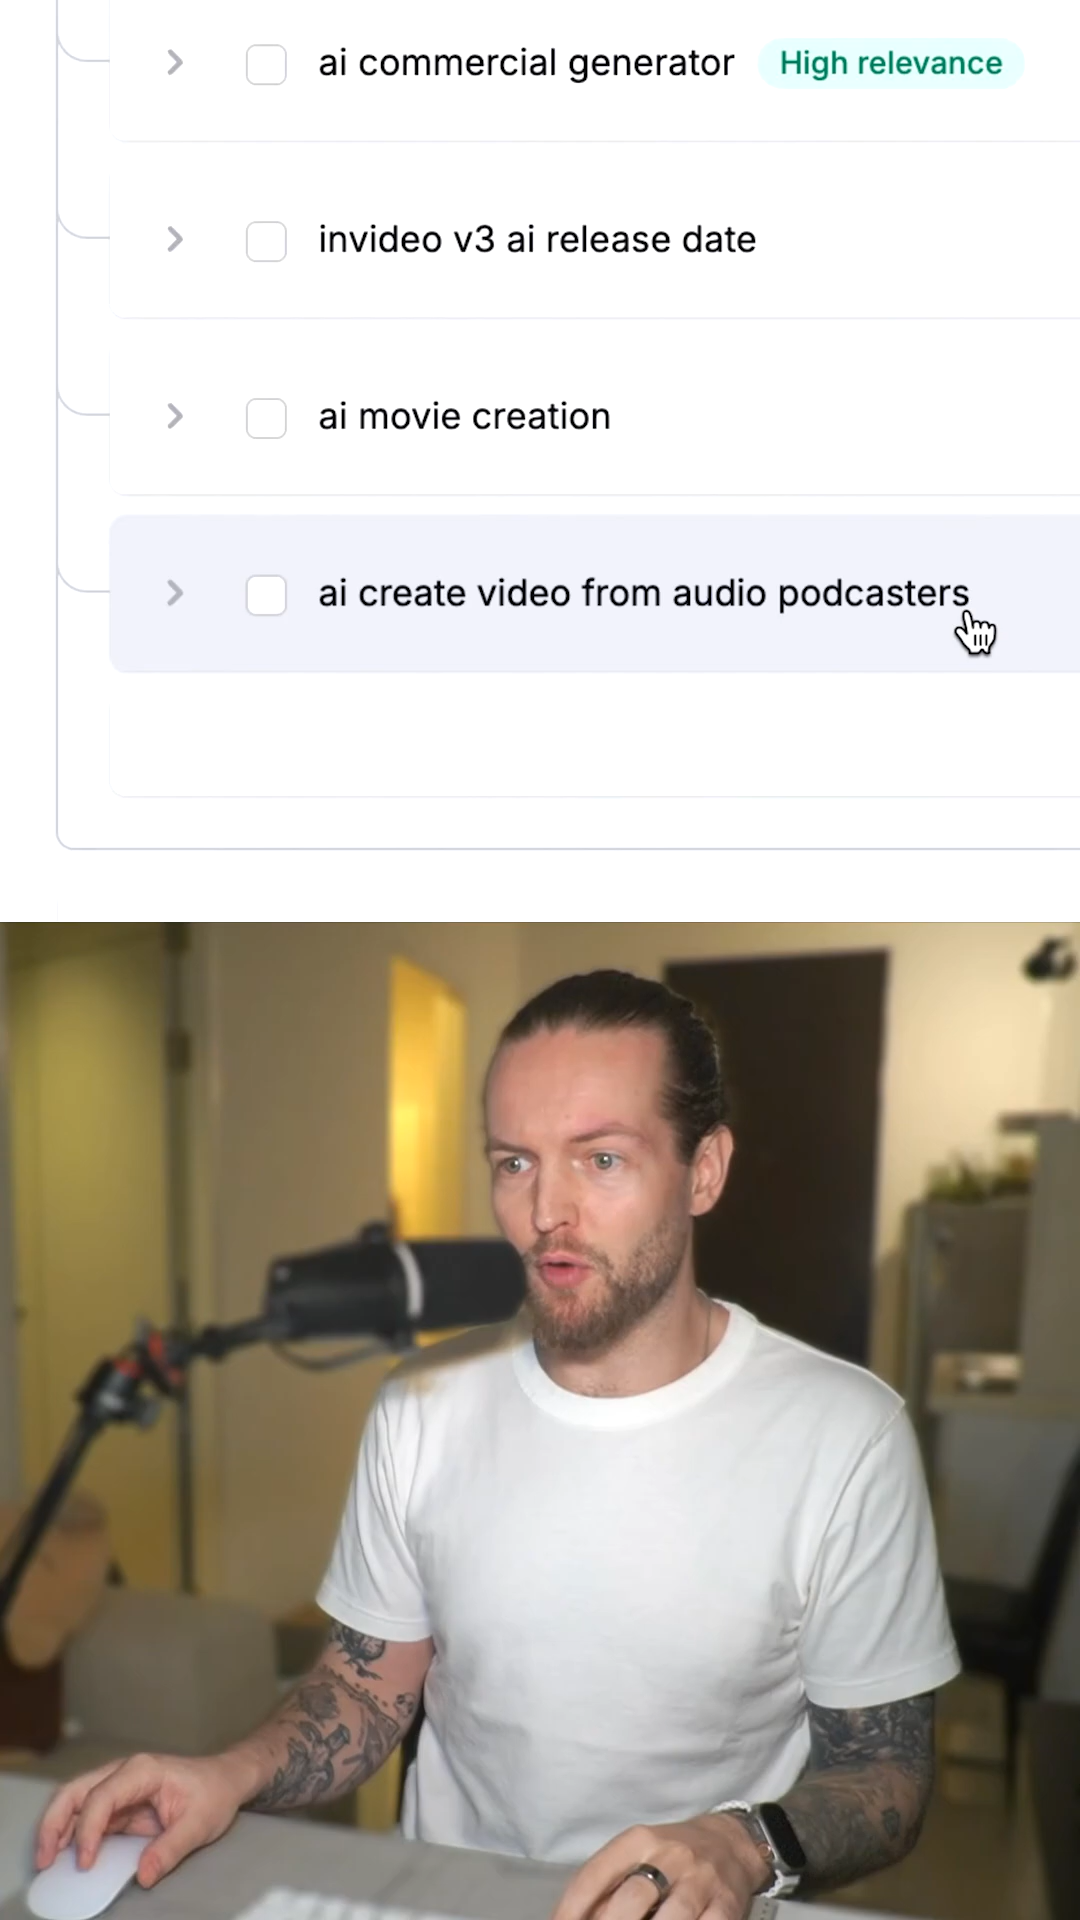 ai commercial generator High relevance
invideo v3 ai release date
ai movie creation
ai create video from audio podcasters